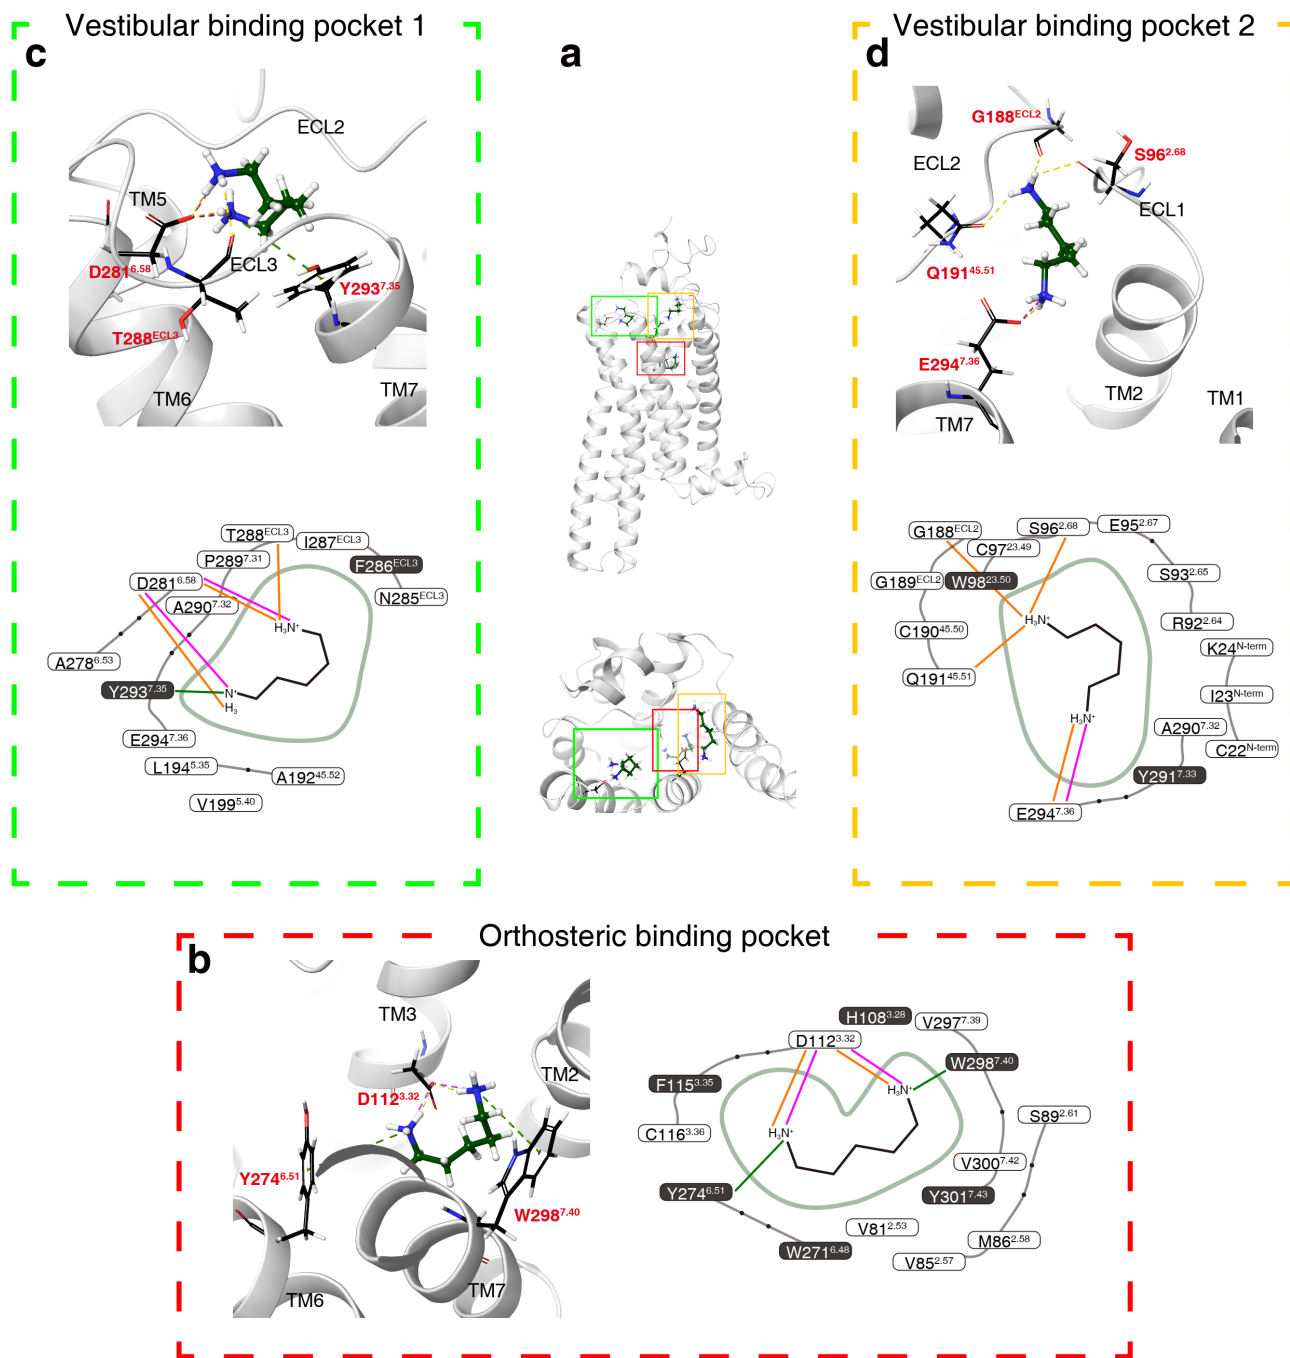 Vestibular binding pocket 1
c
ECL2
TM5
D281^6.58
ECL3
Y293^7.35
T288^ECL3
TM6
TM7
T288^ECL3
I287^ECL3
P289^7.31
F286^ECL3
D281^6.58
A290^7.32
N285^ECL3
H₃N⁺
A278^6.53
Y293^7.35
N⁺
H₃
E294^7.36
L194^5.35
A192^45.52
V199^5.40
a
Vestibular binding pocket 2
d
G188^ECL2
ECL2
S96^2.68
ECL1
Q191^45.51
E294^7.36
TM2
TM1
TM7
G188^ECL2
S96^2.68
E95^2.67
C97^23.49
G189^ECL2
W98^23.50
S93^2.65
H₃N⁺
R92^2.64
C190^45.50
K24^N-term
Q191^45.51
I23^N-term
H₃N⁺
A290^7.32
C22^N-term
Y291^7.33
E294^7.36
Orthosteric binding pocket
b
TM3
TM2
D112^3.32
Y274^6.51
W298^7.40
TM7
TM6
H108^3.28
V297^7.39
D112^3.32
W298^7.40
F115^3.35
H₃N⁺
S89^2.61
C116^3.36
H₃N⁺
V300^7.42
Y274^6.51
Y301^7.43
V81^2.53
M86^2.58
W271^6.48
V85^2.57